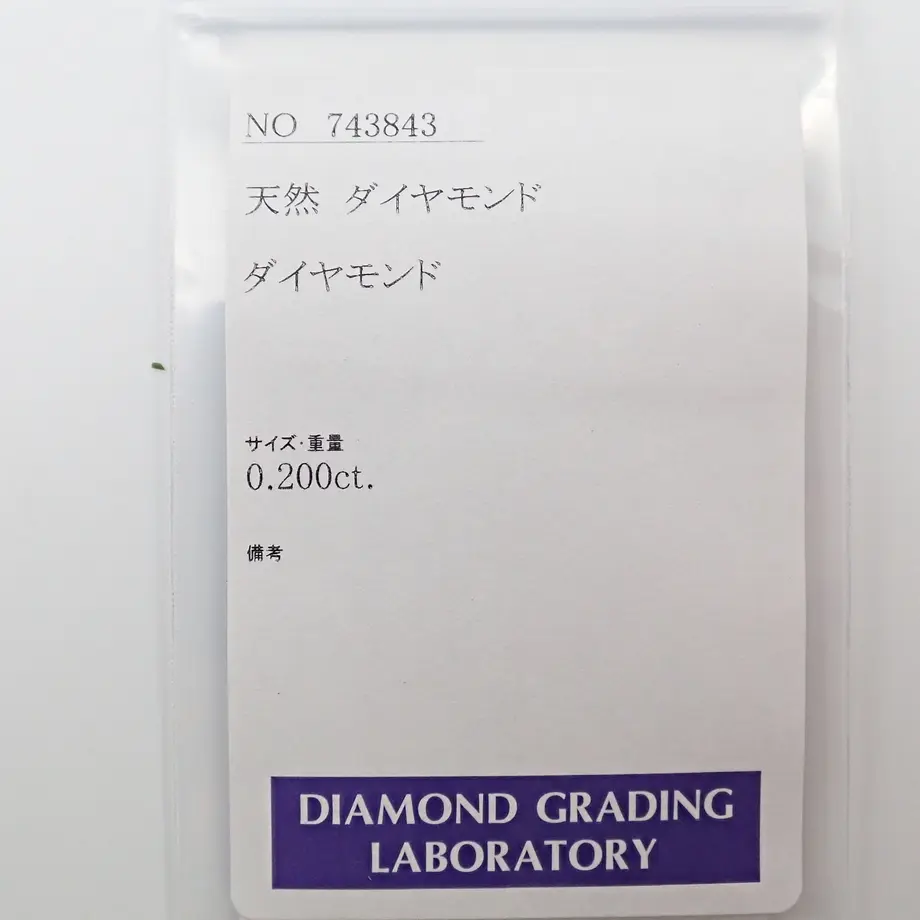 NO 743843
天然 ダイヤモンド
ダイヤモンド
サイズ・重量
0.200ct.
備考
DIAMOND GRADING
LABORATORY